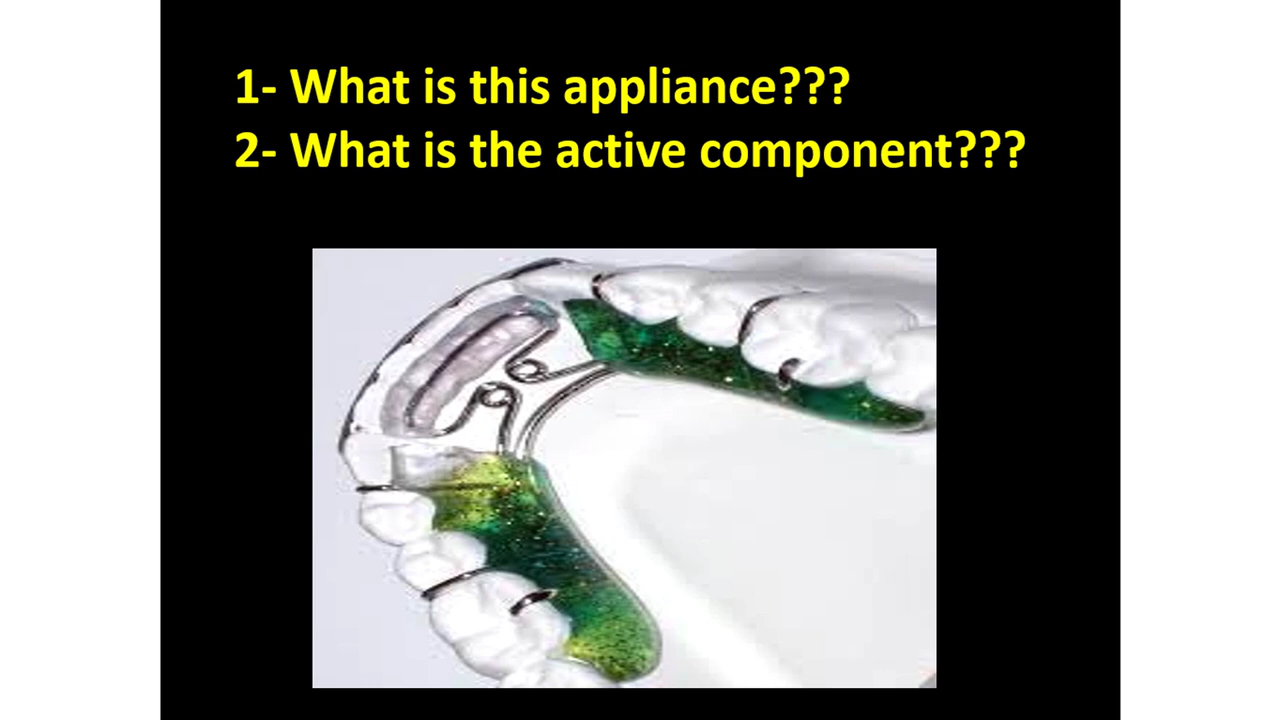 1- What is this appliance???
2- What is the active component???